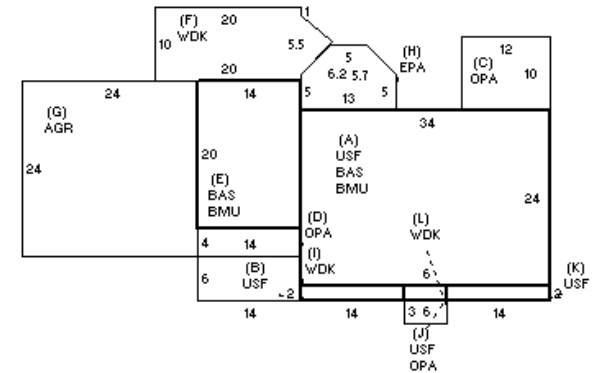 (F) 20 1
WDK
10 5.5
20
5
6.2 5.7
5 5
13
(H)
EPA
12
(C)
OPA 10
24
(G)
AGR
24
14
20
(E)
BAS
BMU
34
(A)
USF
BAS
BMU
24
(D)
OPA
(L)
WDK
4 14
(I)
WDK
6
(B)
USF
6
2
(K)
USF
2
14 14 3 6 14
(J)
USF
OPA